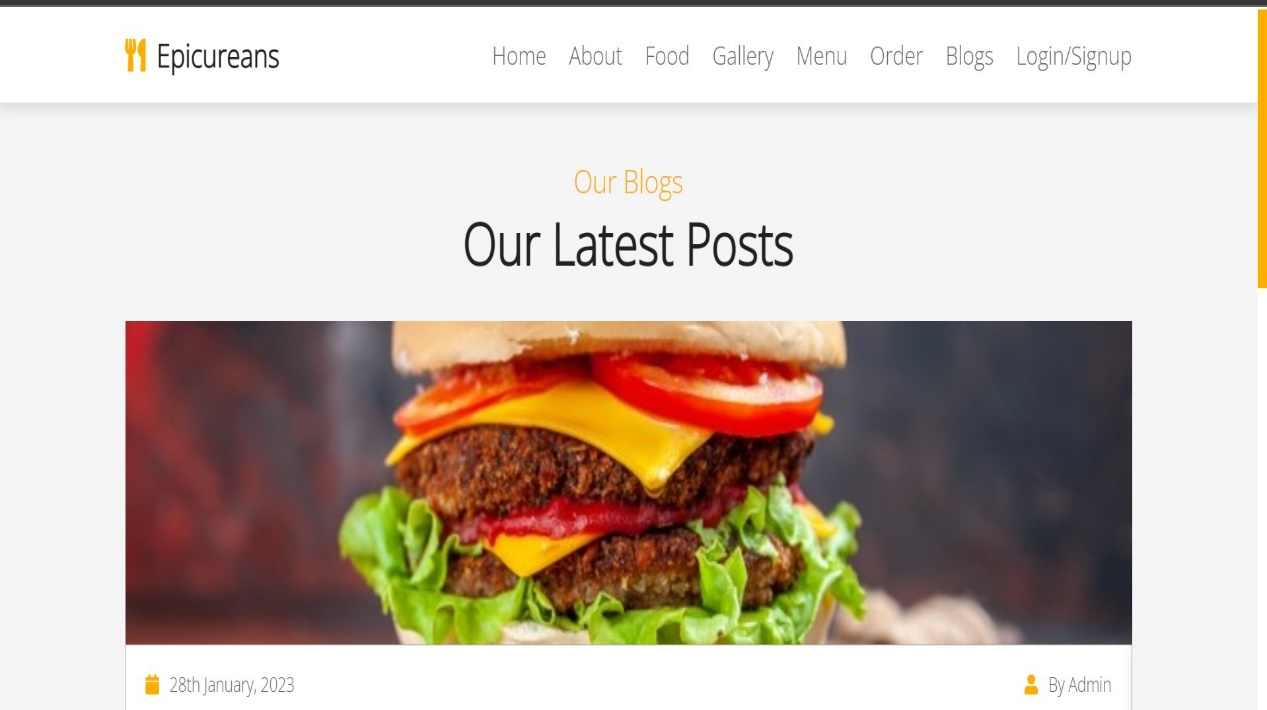 Epicureans Home About Food Gallery Menu Order Blogs Login/Signup
Our Blogs
Our Latest Posts
28th January, 2023 By Admin